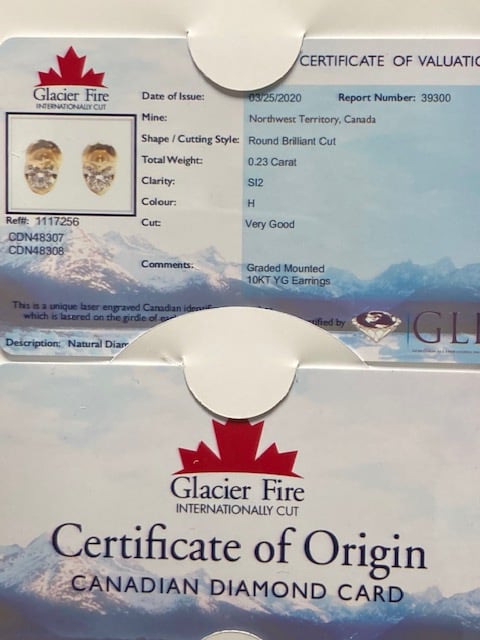 CERTIFICATE OF
Glacier Fire
INTERNATIONALLY CUT
Date of Issue: 03/25/2020 Report Number: 39300
Mine: Northwest Territory, Canada
Shape / Cutting Style: Round Brilliant Cut
Total Weight: 0.23 Carat
Clarity: SI2
Colour: H
Cut: Very Good
Comments: Graded Mounted
10KT YG Earrings
Ref#: 1117256
CDN48307
CDN48308
This is a unique laser engraved Canadian
which is lasered on the girdle of by
Description: Natural
Glacier Fire
INTERNATIONALLY CUT
Certificate of Origin
CANADIAN DIAMOND CARD